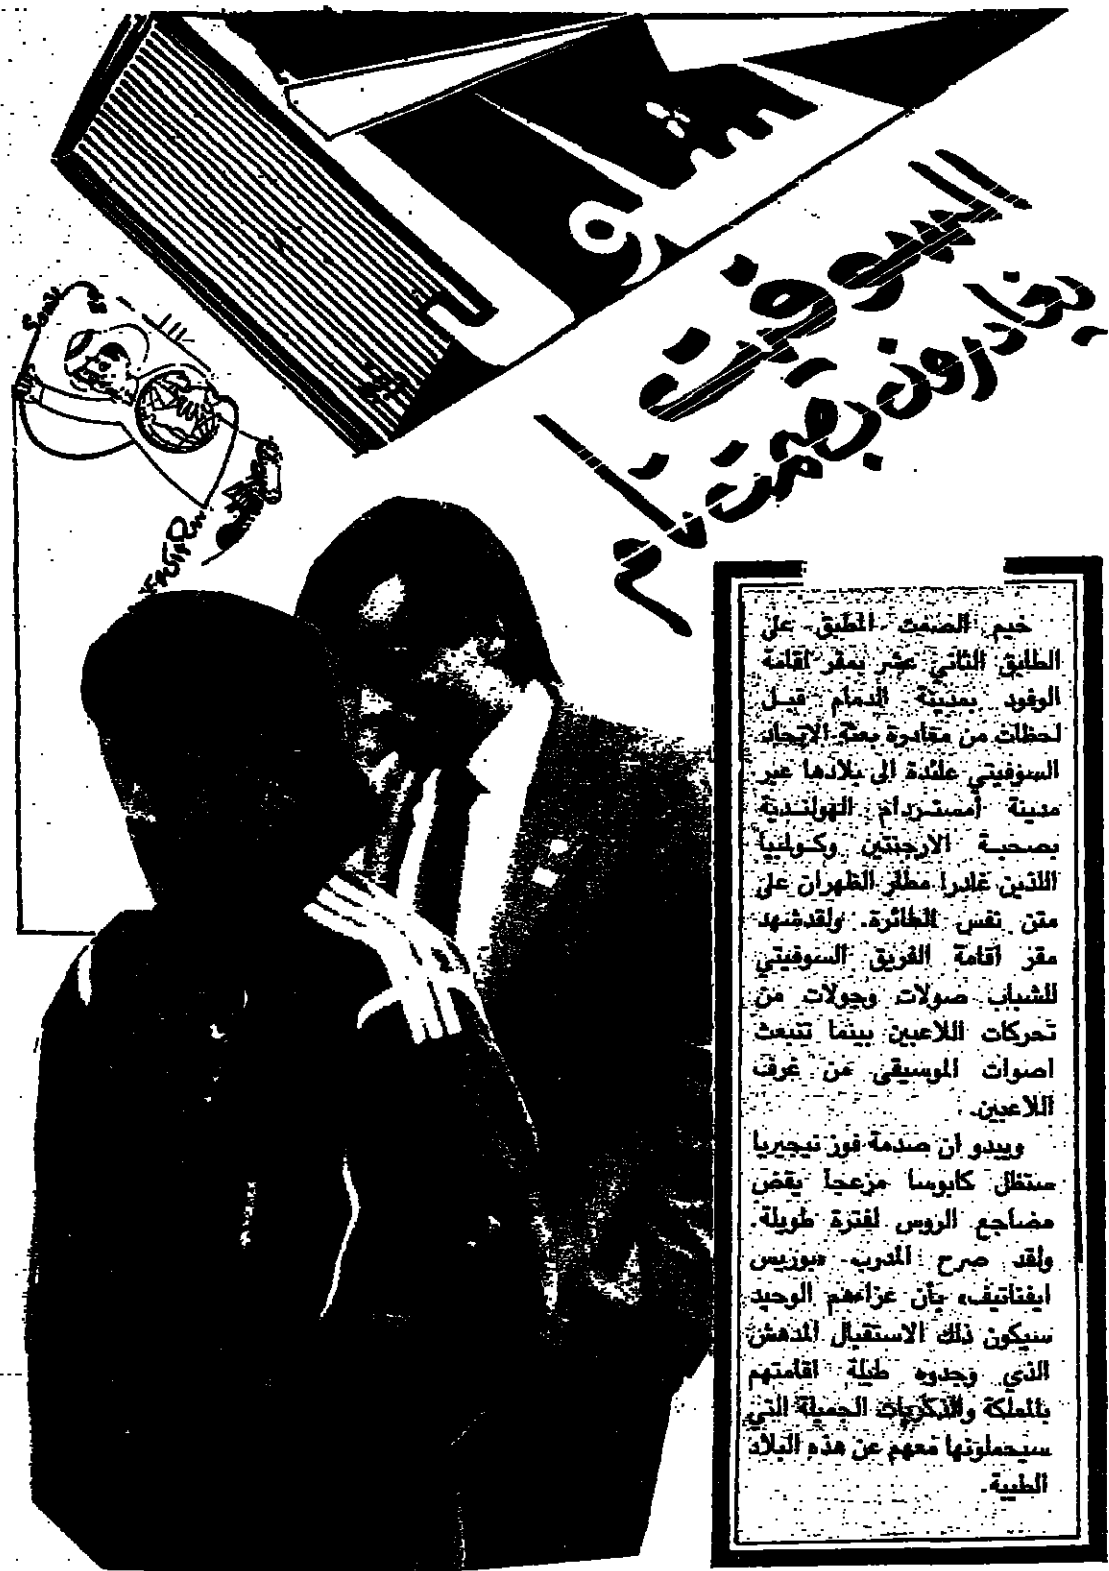 السوفيت
يغادرون بصمت تام
خيم الصمت المطبق على
الطابق الثاني عشر بمقر اقامة
الوفود بمدينة الدمام قبل
لحظات من مغادرة بعثة الاتحاد
السوفيتي عائدة الى بلادها عبر
مدينة امستردام الهولندية
بصحبة الارجنتين وكولمبيا
اللذين غادرا مطار الظهران على
متن نفس الطائرة. ولقد شهد
مقر اقامة الفريق السوفيتي
للشباب صولات وجولات من
تحركات اللاعبين بينما تنبعث
اصوات الموسيقى من غرف
اللاعبين.
ويبدو ان صدمة فوز نيجيريا
ستظل كابوسا مزعجا يقض
مضاجع الروس لفترة طويلة.
ولقد صرح المدرب «بوريس
ايغناتيف» بأن عزاءهم الوحيد
سيكون ذلك الاستقبال المدهش
الذي وجدوه طيلة اقامتهم
بالمملكة والذكريات الجميلة التي
سيحملونها معهم عن هذه البلاد
الطيبة.